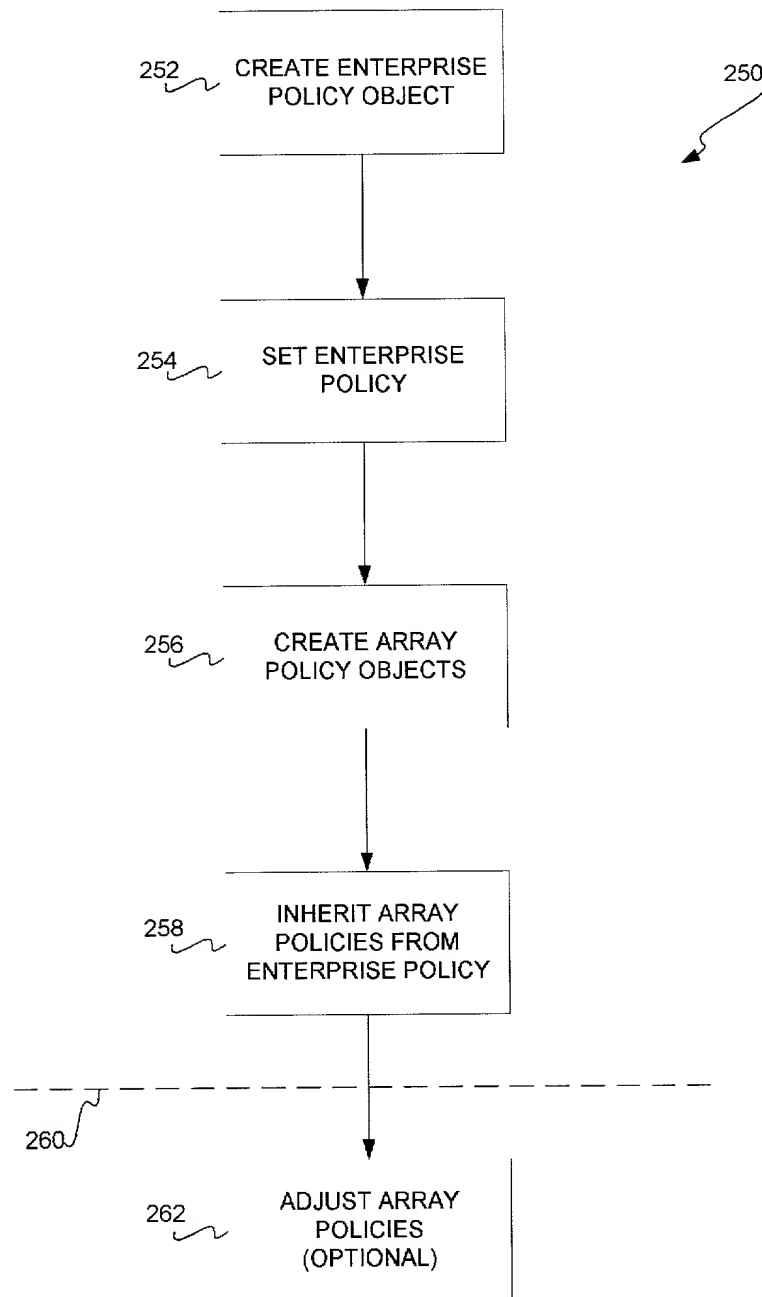 252
CREATE ENTERPRISE
POLICY OBJECT
250
254
SET ENTERPRISE
POLICY
256
CREATE ARRAY
POLICY OBJECTS
258
INHERIT ARRAY
POLICIES FROM
ENTERPRISE POLICY
260
262
ADJUST ARRAY
POLICIES
(OPTIONAL)